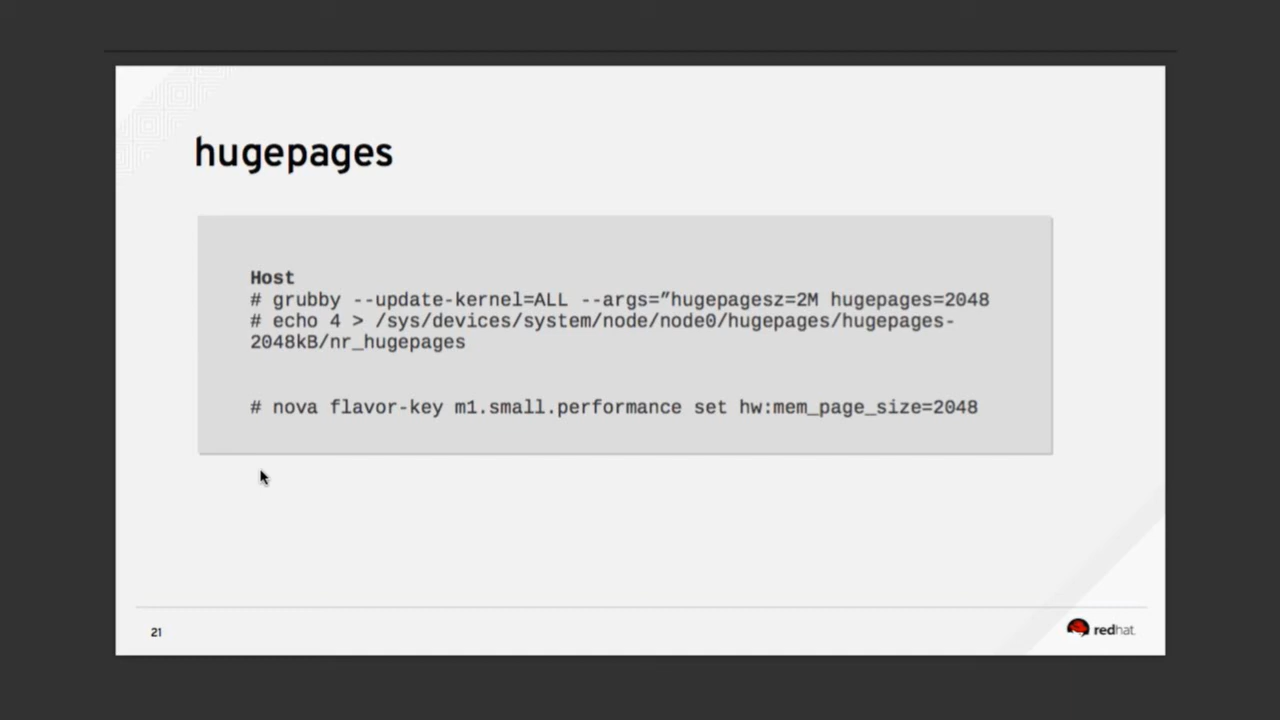 hugepages
Host
# grubby --update-kernel=ALL --args=”hugepagesz=2M hugepages=2048
# echo 4 > /sys/devices/system/node/node0/hugepages/hugepages-
2048kB/nr_hugepages
# nova flavor-key m1.small.performance set hw:mem_page_size=2048
21
redhat.